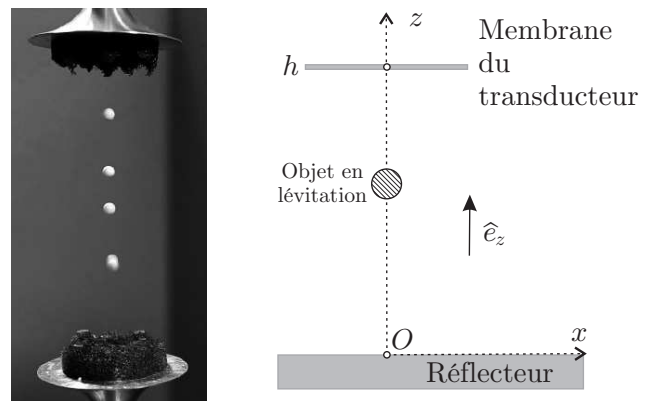 z
Membrane
du
transducteur
h
Objet en
lévitation
ê_z
O
x
Réflecteur